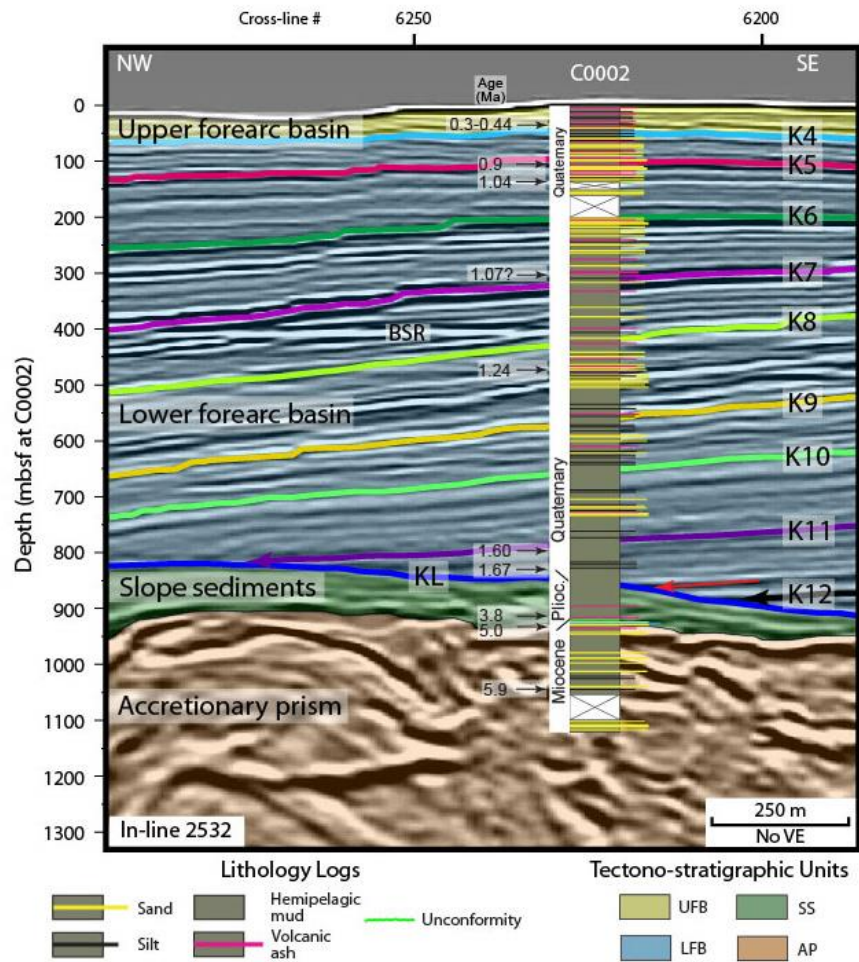 Cross-line # 6250 6200
NW C0002 SE
Age
(Ma)
0
Upper forearc basin 0.3-0.44 K4
100 0.9 K5
1.04
Quaternary
200 K6
300 1.07? K7
400 BSR K8
1.24
500 Lower forearc basin K9
600 K10
700
Quaternary
800 1.60 K11
1.67
KL
Slope sediments K12
900 3.8
Plioc.
5.0
1000
Miocene
5.9
Accretionary prism
1100
1200
1300
Depth (mbsf at C0002)
In-line 2532 250 m
No VE
Lithology Logs Tectono-stratigraphic Units
Sand Hemipelagic
mud Unconformity UFB SS
Silt Volcanic
ash LFB AP